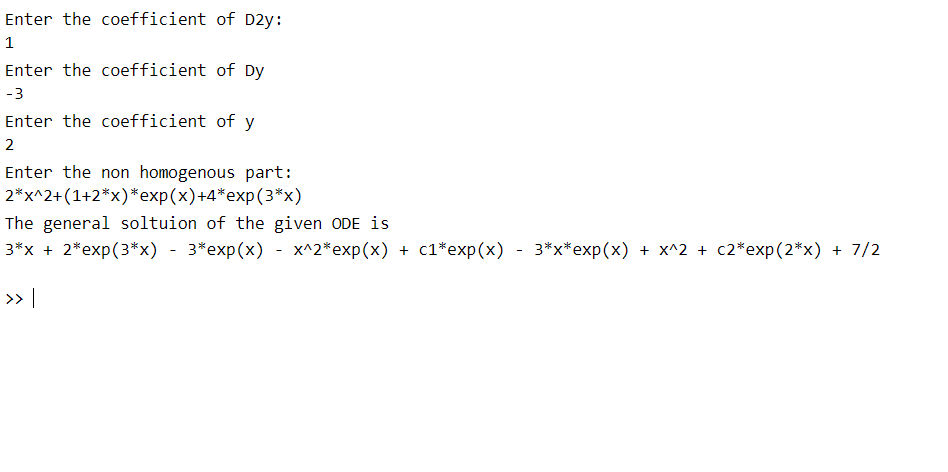 Enter the coefficient of D2y:
1
Enter the coefficient of Dy
-3
Enter the coefficient of y
2
Enter the non homogenous part:
2*x^2+(1+2*x)*exp(x)+4*exp(3*x)
The general soltuion of the given ODE is
3*x + 2*exp(3*x) - 3*exp(x) - x^2*exp(x) + c1*exp(x) - 3*x*exp(x) + x^2 + c2*exp(2*x) + 7/2
>>